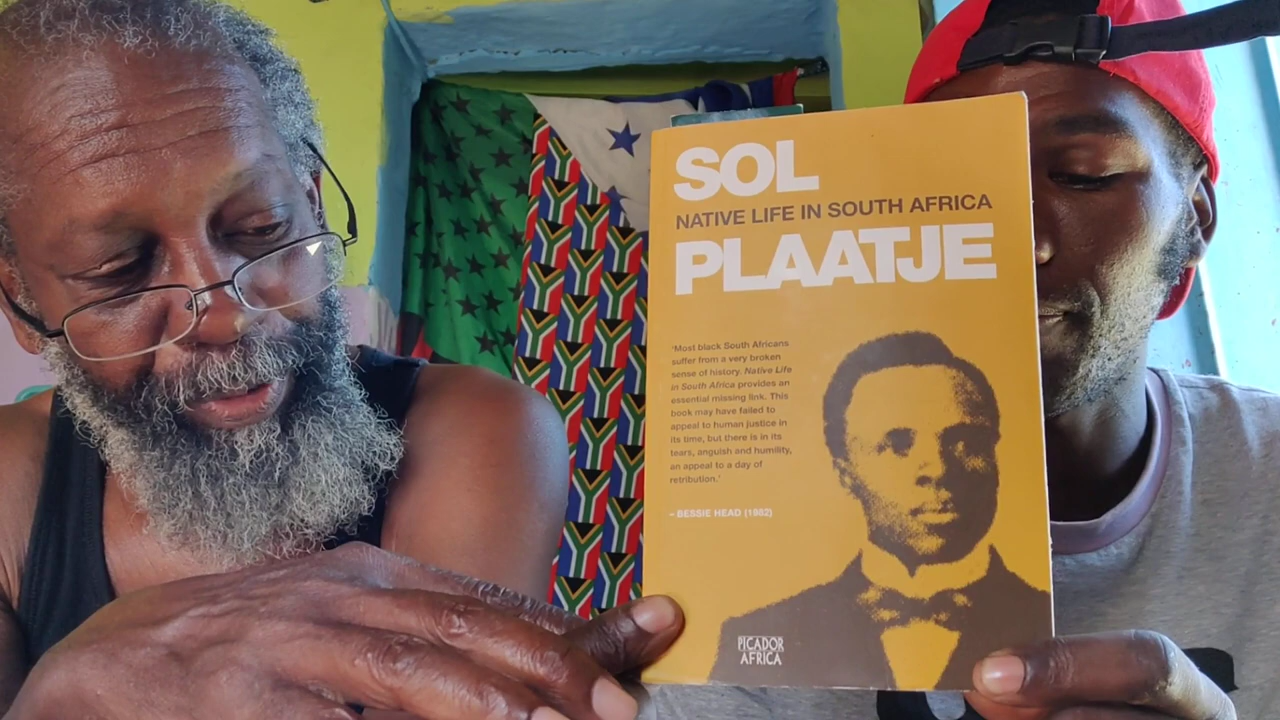 SOL
NATIVE LIFE IN SOUTH AFRICA
PLAATJE
'Most black South Africans
suffer from a very broken
sense of history. Native Life
in South Africa provides an
essential missing link. This
book may have failed to
appeal to human justice in
its time, but there is in its
tears, anguish and humility,
an appeal to a day of
retribution.'
– BESSIE HEAD (1982)
PICADOR
AFRICA